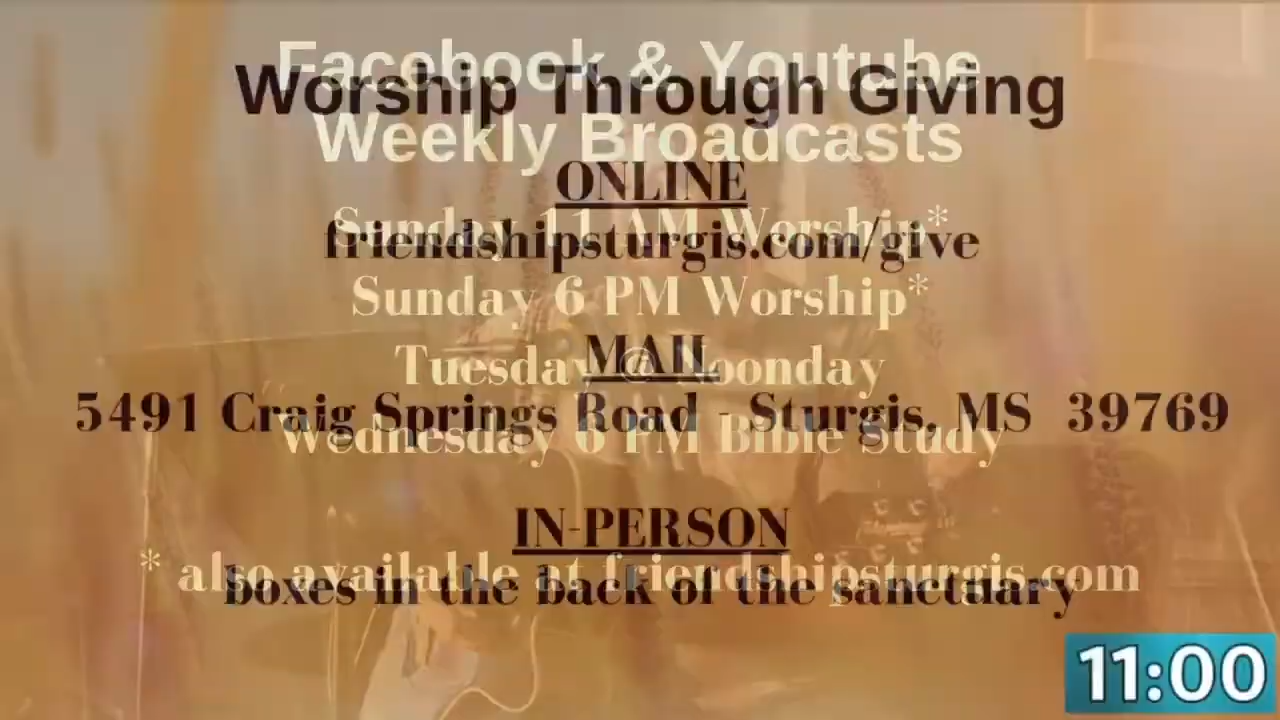 Facebook & Youtube
Weekly Broadcasts
Sunday 11 AM Worship*
Sunday 6 PM Worship*
Tuesday @ Noonday
Wednesday 6 PM Bible Study
* also available at friendshipsturgis.com
Worship Through Giving
ONLINE
friendshipsturgis.com/give
MAIL
5491 Craig Springs Road - Sturgis, MS 39769
IN-PERSON
boxes in the back of the sanctuary
11:00